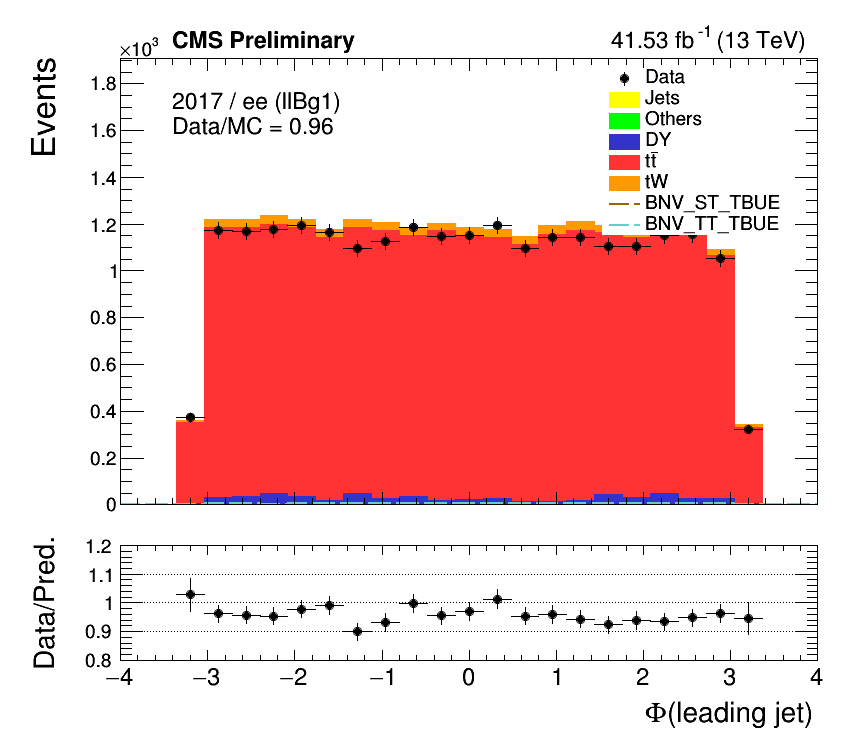 ×10³
CMS Preliminary
41.53 fb⁻¹ (13 TeV)
Events
2017 / ee (llBg1)
Data/MC = 0.96
Data
Jets
Others
DY
tt̄
tW
BNV_ST_TBUE
BNV_TT_TBUE
1.8
1.6
1.4
1.2
1
0.8
0.6
0.4
0.2
0
Data/Pred.
1.2
1.1
1
0.9
0.8
−4 −3 −2 −1 0 1 2 3 4
Φ(leading jet)